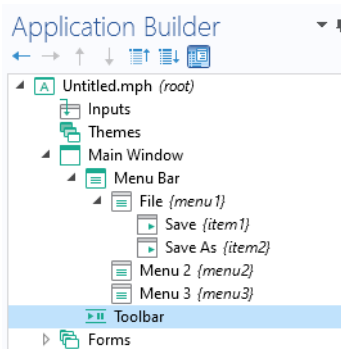 Application Builder
Untitled.mph (root)
Inputs
Themes
Main Window
Menu Bar
File {menu1}
Save {item1}
Save As {item2}
Menu 2 {menu2}
Menu 3 {menu3}
Toolbar
Forms